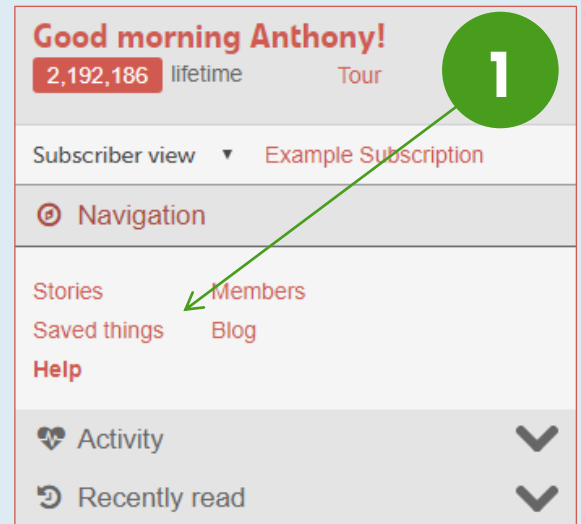 Good morning Anthony!
2,192,186 lifetime Tour
1
Subscriber view Example Subscription
Navigation
Stories Members
Saved things Blog
Help
Activity
Recently read